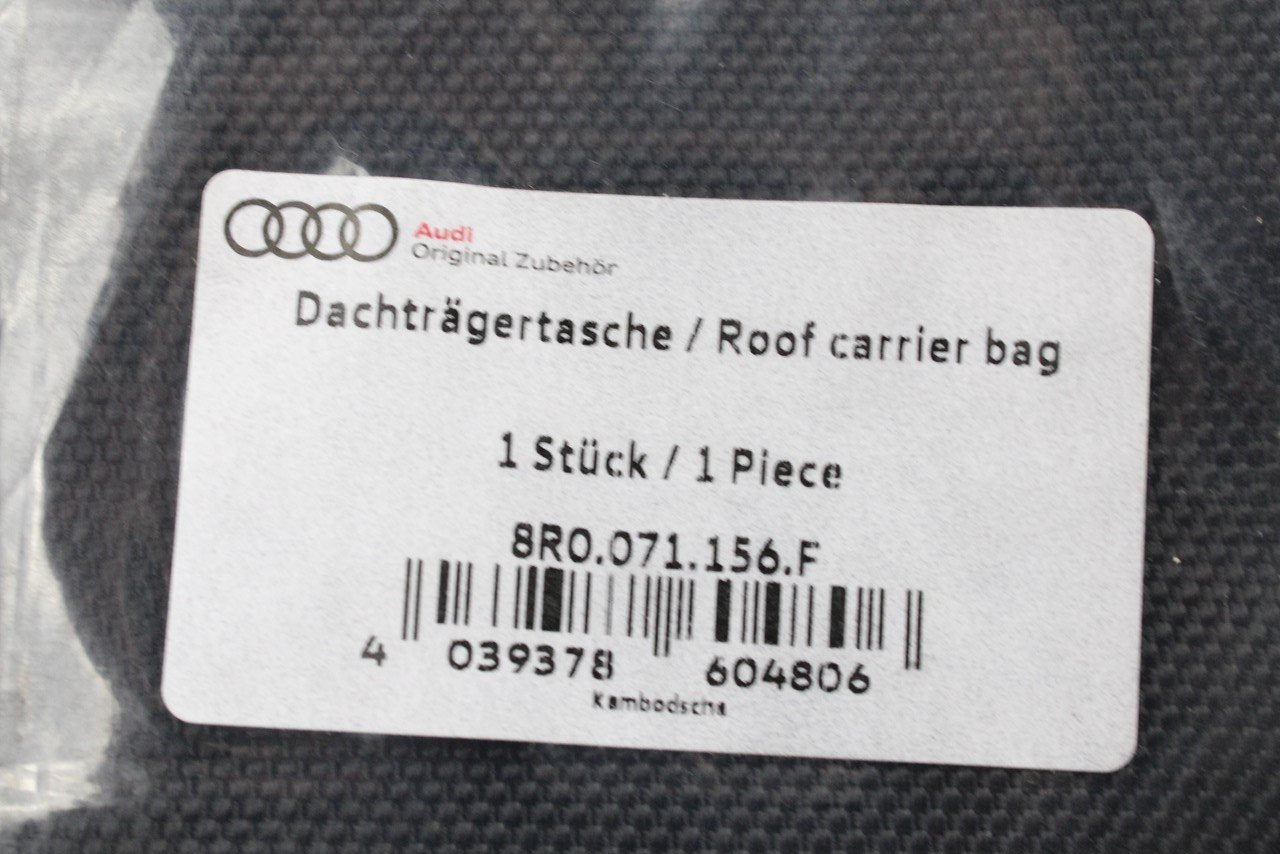 Audi
Original Zubehör
Dachträgertasche / Roof carrier bag
1 Stück / 1 Piece
8R0.071.156.F
4 039378 604806
Kambodscha